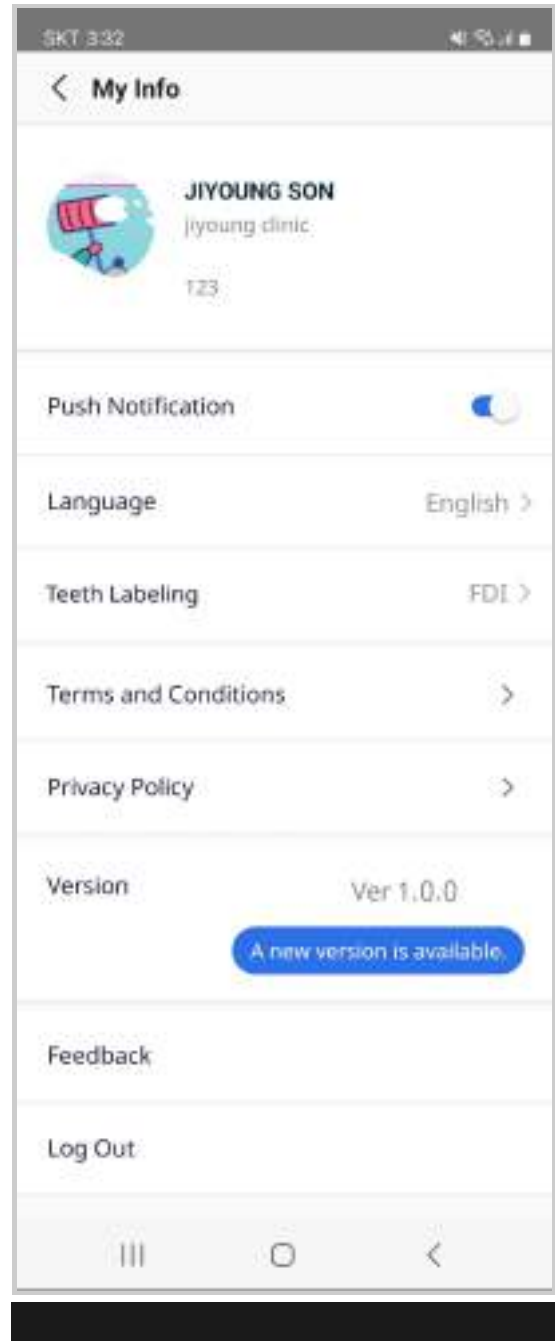 SKT 3:32
My Info
JIYOUNG SON
jiyoung clinic
123
Push Notification
Language English
Teeth Labeling FDI
Terms and Conditions
Privacy Policy
Version Ver 1.0.0
A new version is available.
Feedback
Log Out